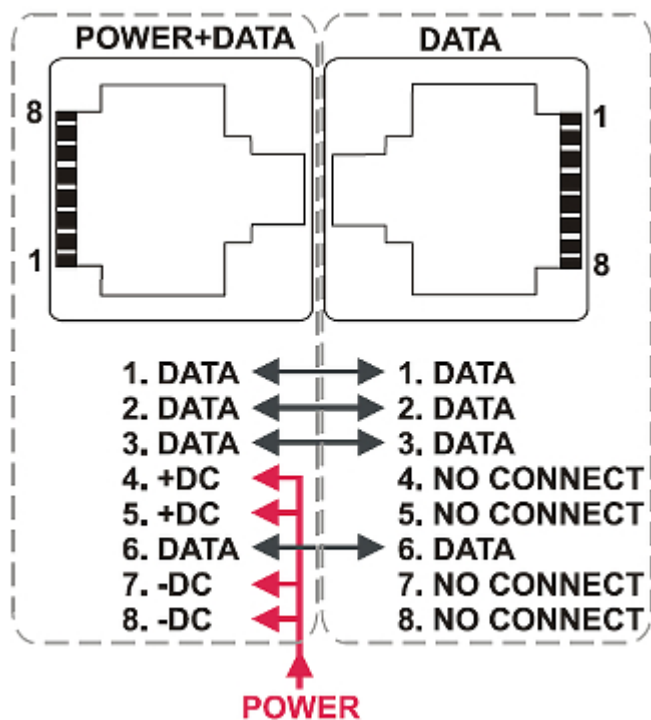 POWER+DATA DATA
8 1
1 8
1. DATA 1. DATA
2. DATA 2. DATA
3. DATA 3. DATA
4. +DC 4. NO CONNECT
5. +DC 5. NO CONNECT
6. DATA 6. DATA
7. -DC 7. NO CONNECT
8. -DC 8. NO CONNECT
POWER